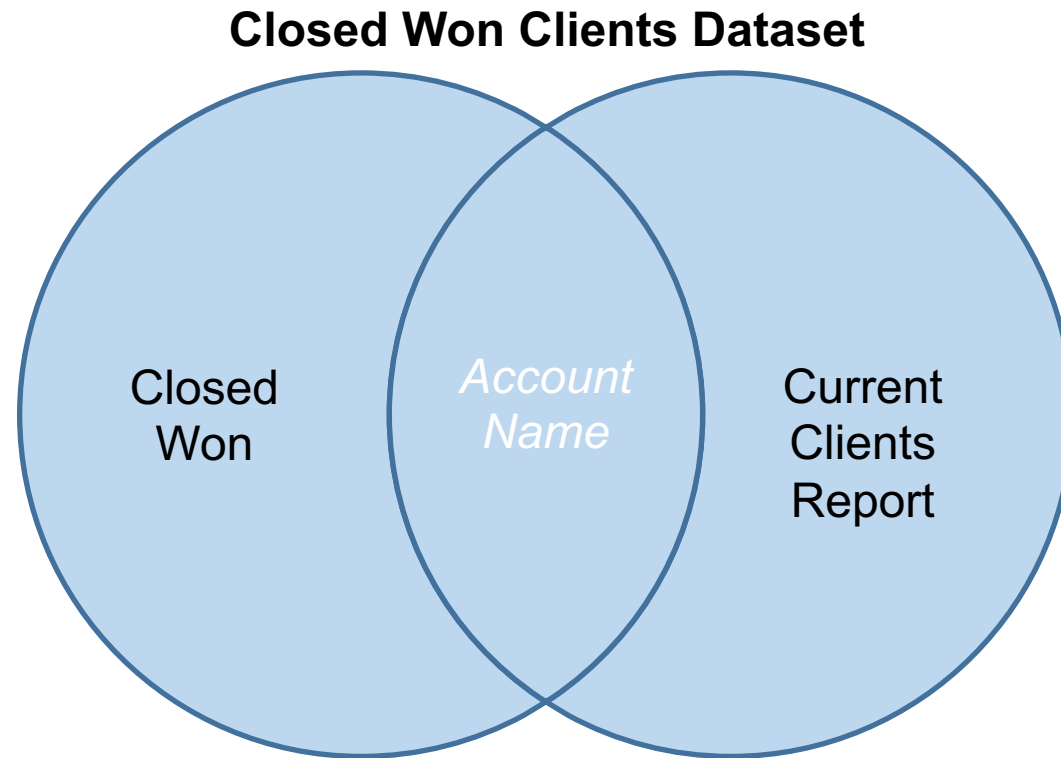 Closed Won Clients Dataset
Closed
Won
Account
Name
Current
Clients
Report